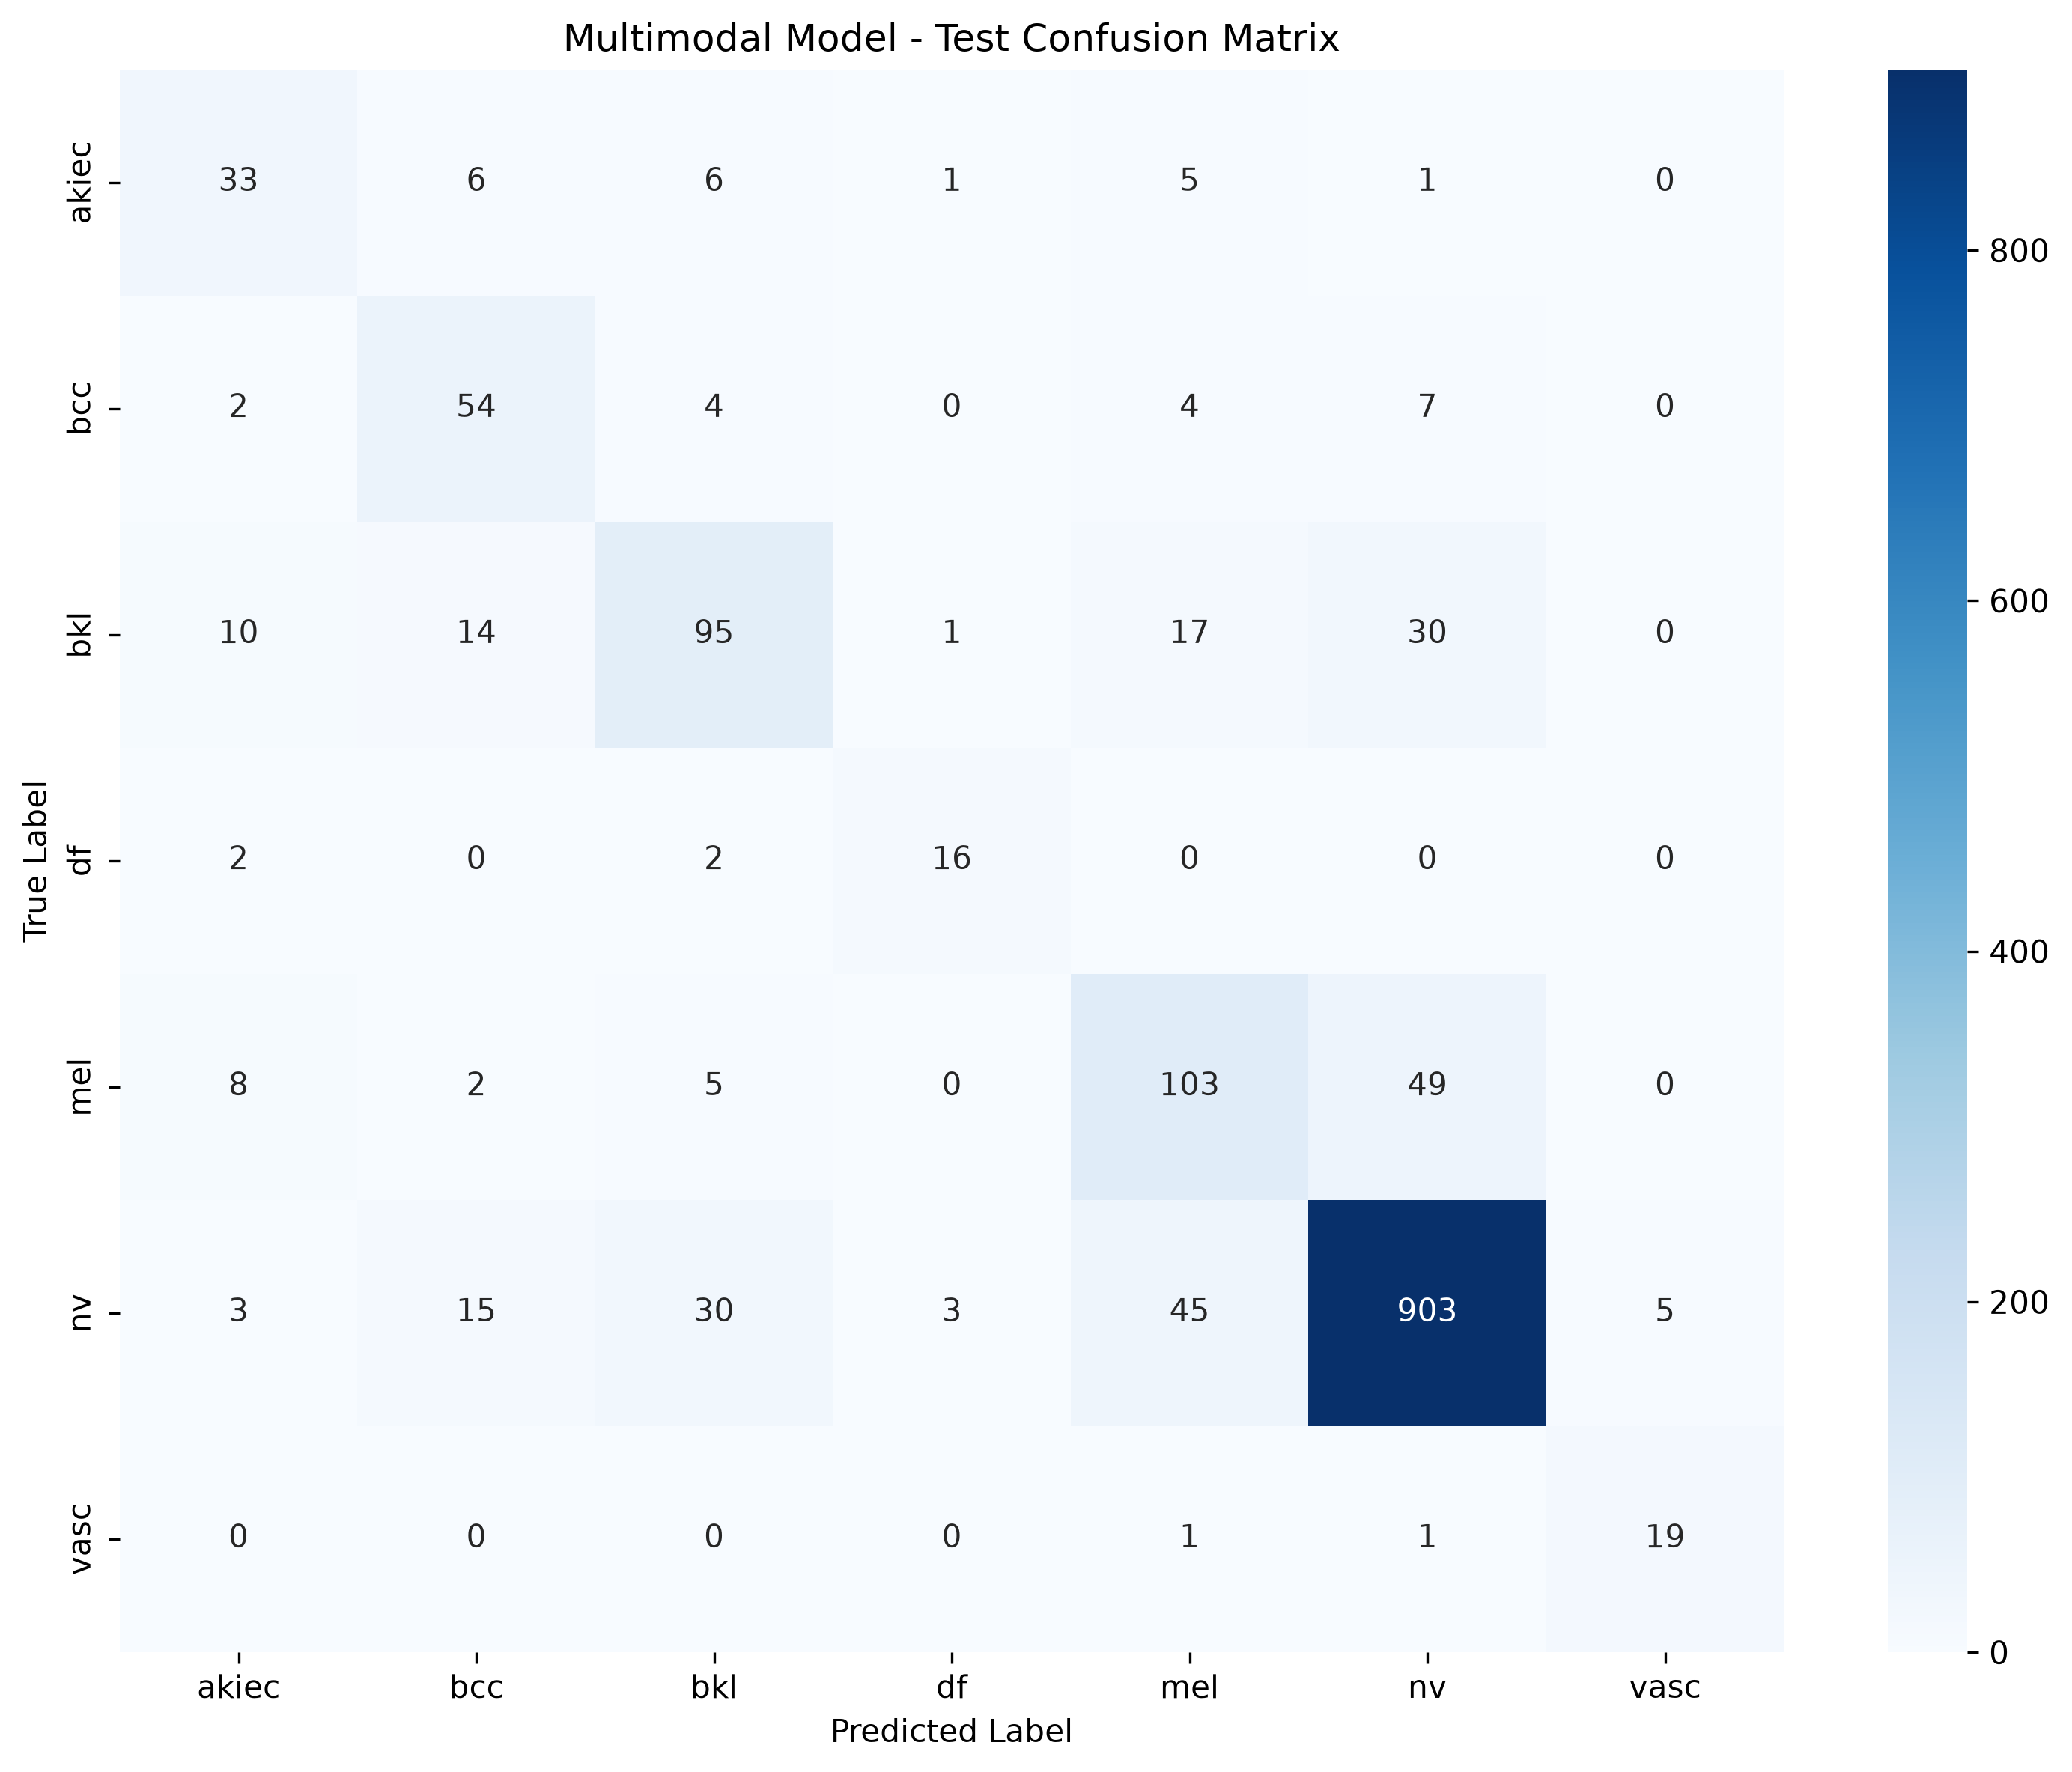 Multimodal Model - Test Confusion Matrix
True Label
akiec 33 6 6 1 5 1 0
bcc 2 54 4 0 4 7 0
bkl 10 14 95 1 17 30 0
df 2 0 2 16 0 0 0
mel 8 2 5 0 103 49 0
nv 3 15 30 3 45 903 5
vasc 0 0 0 0 1 1 19
akiec bcc bkl df mel nv vasc
Predicted Label
800
600
400
200
0